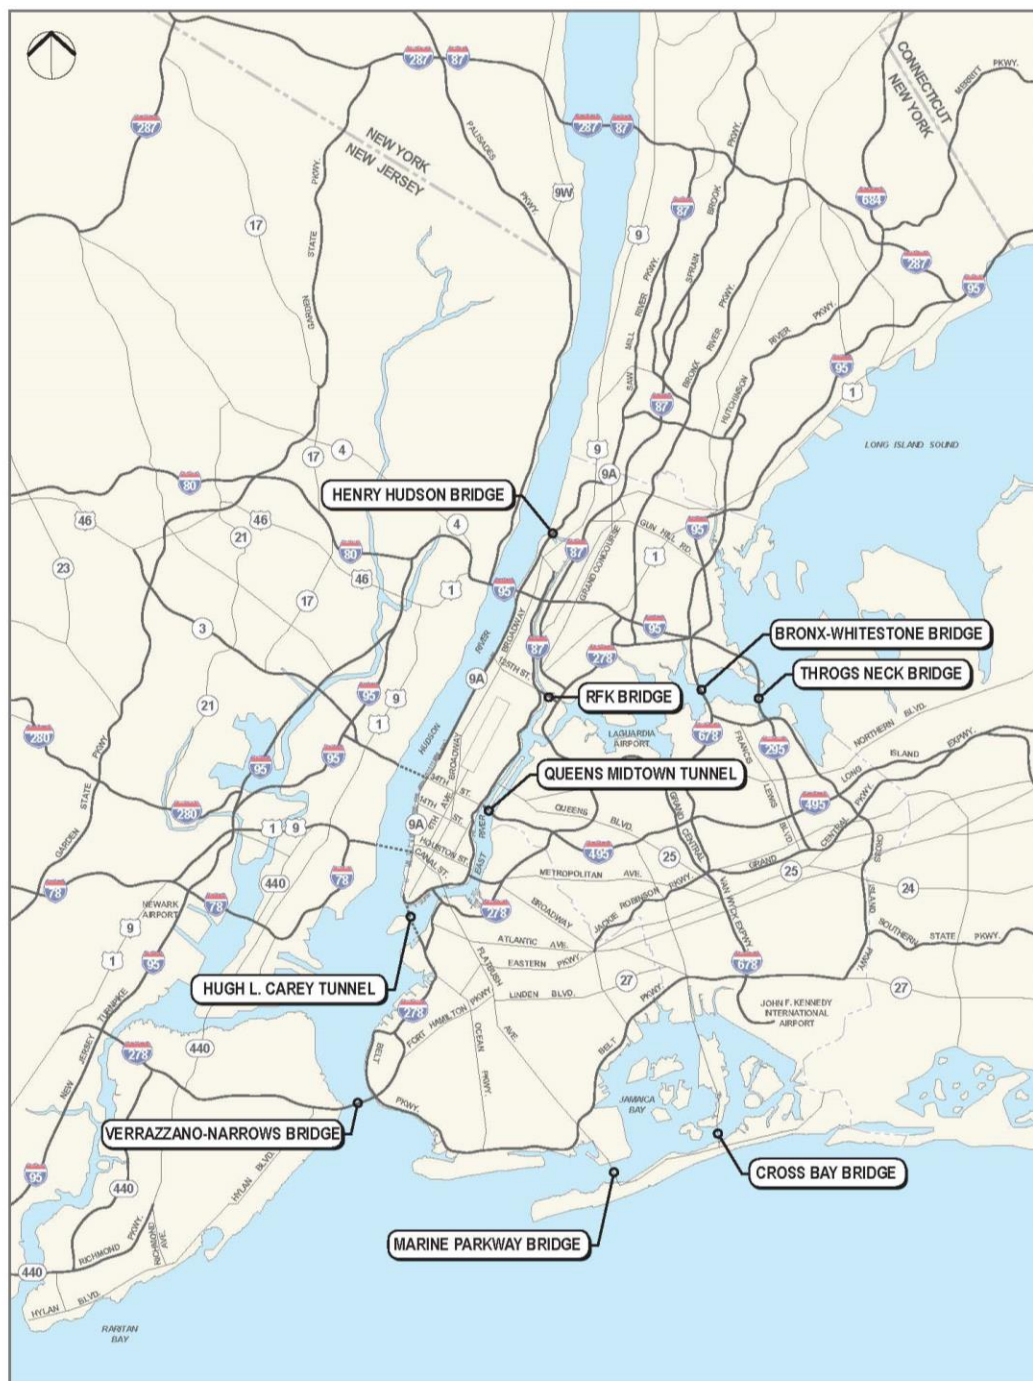 287
87
CONNECTICUT
NEW YORK
MERRITT
PKWY.
287
287
87
PALISADES
PKWY.
PKWY.
NEW YORK
NEW JERSEY
PKWY.
STATE
GARDEN
17
9W
9
87
BROOK
SPRAIN
PKWY.
684
287
95
MILL
RIVER
PKWY.
SAW
BRONX
RIVER
PKWY.
HUTCHINSON
RIVER
PKWY.
95
1
87
LONG ISLAND SOUND
4
17
9
9A
80
HENRY HUDSON BRIDGE
46
46
21
4
80
46
23
17
1
3
87
GRAND CONCOURSE
GUN HILL RD.
95
1
95
95
RIVER
BROADWAY
87
278
BRONX-WHITESTONE BRIDGE
THROGS NECK BRIDGE
125TH ST.
9A
RFK BRIDGE
95
9
1
21
HUDSON
BROADWAY
LAGUARDIA
AIRPORT
678
FRANCIS
LEWIS
BLVD.
295
NORTHERN BLVD.
LONG
ISLAND
EXPWY.
280
PKWY.
STATE
GARDEN
95
95
QUEENS MIDTOWN TUNNEL
34TH
ST.
14TH
ST.
6TH AVE
9A
HOUSTON ST.
CANAL ST.
EAST
RIVER
QUEENS
BLVD.
495
495
GRAND
CENTRAL
GRAND
CENTRAL
PKWY.
CROSS
ISLAND
PKWY.
280
1
9
440
78
78
78
METROPOLITAN AVE.
25
25
24
278
BROADWAY
JACKIE
ROBINSON
PKWY.
VAN WYCK EXPWY.
SOUTHERN
STATE
PKWY.
NEWARK
AIRPORT
9
1
95
ATLANTIC AVE.
EASTERN PKWY.
LINDEN BLVD.
27
678
27
HUGH L. CAREY TUNNEL
FLATBUSH
AVE.
278
FORT
HAMILTON
PKWY
OCEAN
PKWY.
BELT
PKWY.
BELT
PKWY.
JOHN F. KENNEDY
INTERNATIONAL
AIRPORT
NEW
JERSEY
TURNPIKE
278
440
VERRAZZANO-NARROWS BRIDGE
JAMAICA
BAY
CROSS BAY BRIDGE
MARINE PARKWAY BRIDGE
95
440
HYLAN BLVD.
RICHMOND
PKWY.
RICHMOND
AVE.
440
HYLAN
BLVD.
RARITAN
BAY